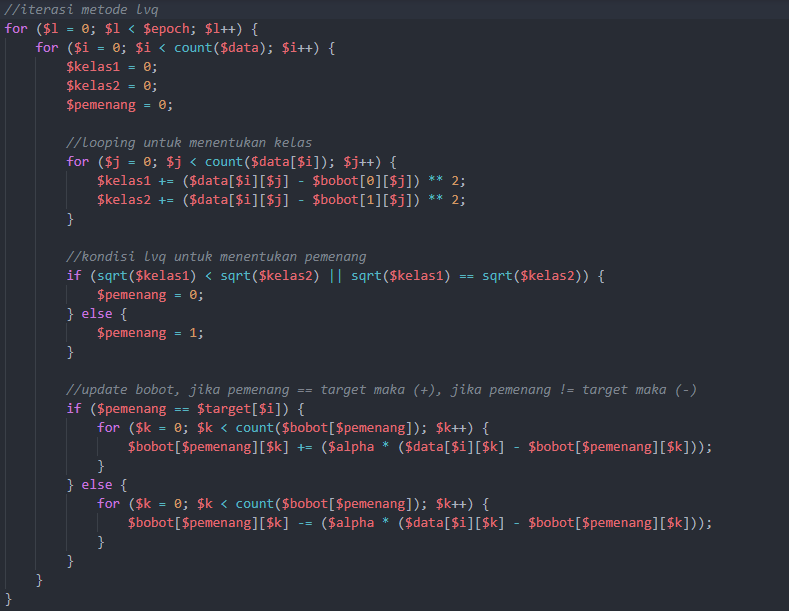 //iterasi metode lvq
for ($l = 0; $l < $epoch; $l++) {
    for ($i = 0; $i < count($data); $i++) {
        $kelas1 = 0;
        $kelas2 = 0;
        $pemenang = 0;

        //looping untuk menentukan kelas
        for ($j = 0; $j < count($data[$i]); $j++) {
            $kelas1 += ($data[$i][$j] - $bobot[0][$j]) ** 2;
            $kelas2 += ($data[$i][$j] - $bobot[1][$j]) ** 2;
        }

        //kondisi lvq untuk menentukan pemenang
        if (sqrt($kelas1) < sqrt($kelas2) || sqrt($kelas1) == sqrt($kelas2)) {
            $pemenang = 0;
        } else {
            $pemenang = 1;
        }

        //update bobot, jika pemenang == target maka (+), jika pemenang != target maka (-)
        if ($pemenang == $target[$i]) {
            for ($k = 0; $k < count($bobot[$pemenang]); $k++) {
                $bobot[$pemenang][$k] += ($alpha * ($data[$i][$k] - $bobot[$pemenang][$k]));
            }
        } else {
            for ($k = 0; $k < count($bobot[$pemenang]); $k++) {
                $bobot[$pemenang][$k] -= ($alpha * ($data[$i][$k] - $bobot[$pemenang][$k]));
            }
        }
    }
}